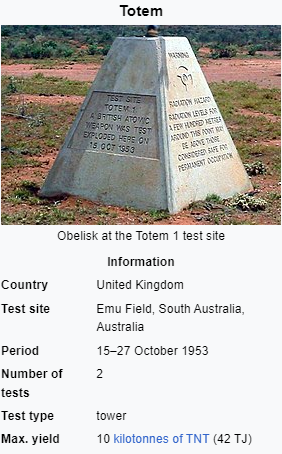 Totem
TEST SITE
TOTEM 1
A BRITISH ATOMIC
WEAPON WAS TEST
EXPLODED HERE ON
15 OCT 1953
WARNING
RADIATION HAZARD
RADIATION LEVELS FOR
A FEW HUNDRED METRES
AROUND THIS POINT MAY
BE ABOVE THOSE
CONSIDERED SAFE FOR
PERMANENT OCCUPATION
Obelisk at the Totem 1 test site
Information
Country United Kingdom
Test site Emu Field, South Australia,
Australia
Period 15–27 October 1953
Number of 2
tests
Test type tower
Max. yield 10 kilotonnes of TNT (42 TJ)